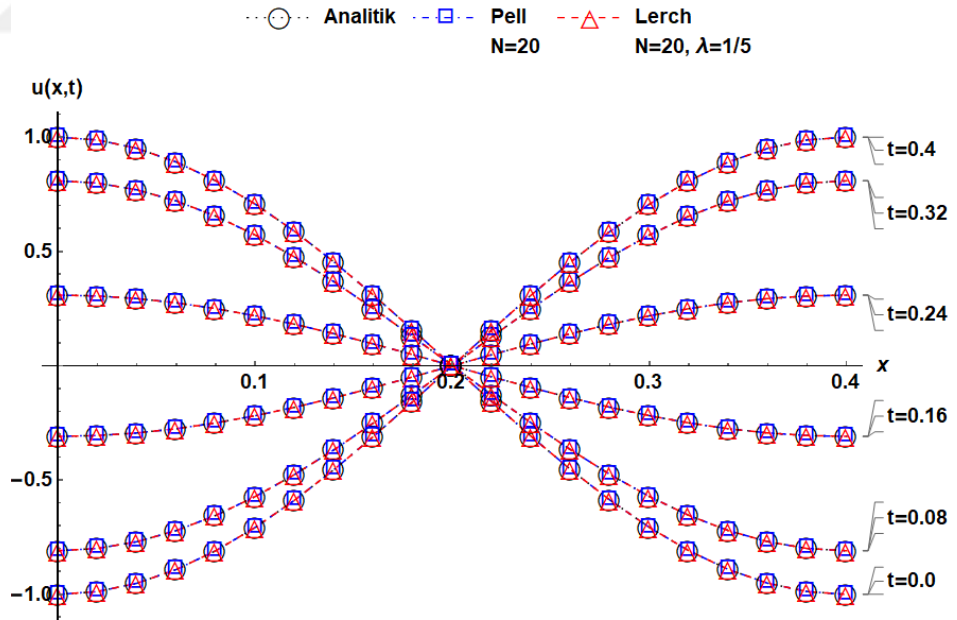 Analitik Pell Lerch
N=20 N=20, λ=1/5
u(x,t)
1.0
t=0.4
t=0.32
0.5
t=0.24
x
0.1 0.2 0.3 0.4
t=0.16
−0.5
t=0.08
t=0.0
−1.0